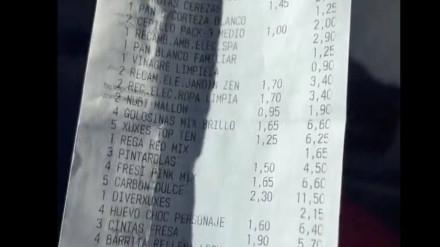 CEREZAS 1,45
1 PAN CORTEZA BLANCO 1,25
2 MEDIO 1,00 2,00
1 RECAMB.AMB.ELEC.SPA 2,90
1 PAN BLANCO FAMILIAR 1,25
1 VINAGRE LIMPIEZA 0,90
2 RECAM.ELE.JARDIN ZEN 1,70 3,40
2 REC.ELEC.ROPA LIMPIA 1,70 3,40
2 MALLON 0,95 1,90
4 GOLOSINAS MIX BRILLO 1,65 6,60
5 XUXES TOP TEN 1,25 6,25
1 REGA RED MIX 1,65
3 PINTAROLAS 1,50 4,50
4 FRESI PINK MIX 1,65 6,60
5 CARBON DULCE 2,30 11,50
1 DIVERXUXES 2,15
4 HUEVO CHOC PERSONAJE 1,60 6,40
3 CINTAS FRESA 1,90 5,70
4 BARRITA RELLENA